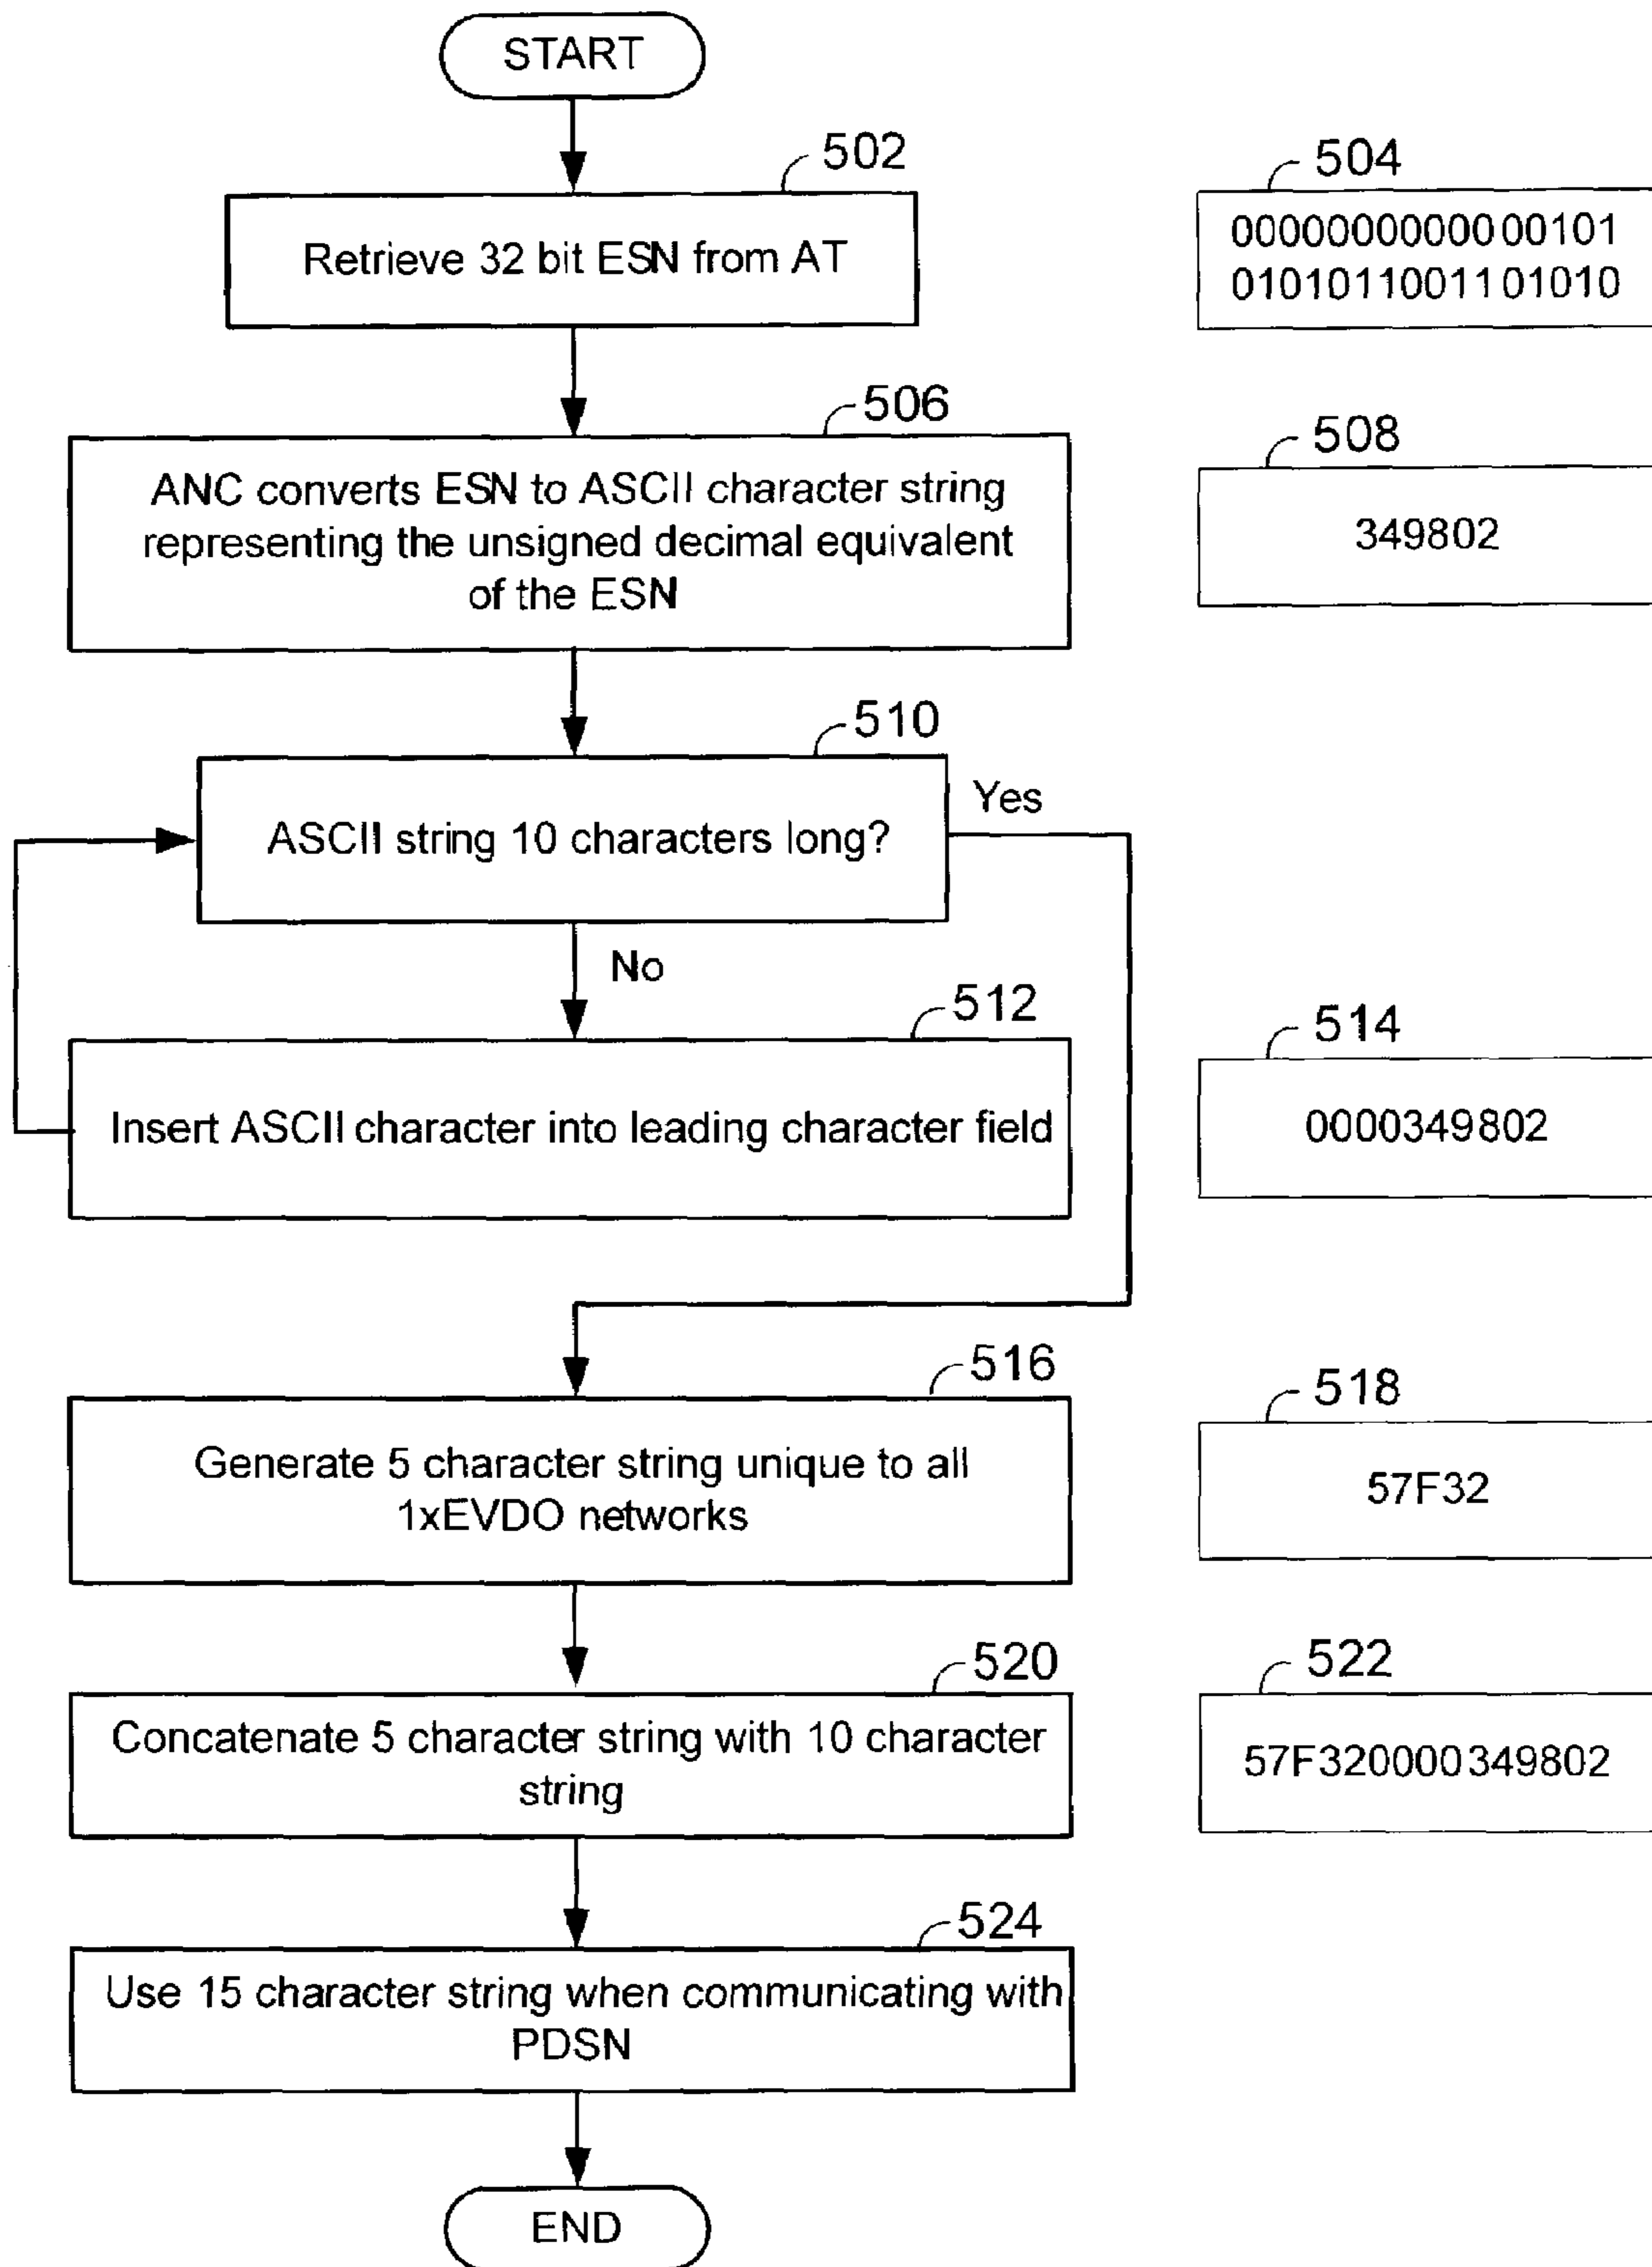 START
502
Retrieve 32 bit ESN from AT
504
0000000000000101
0101011001101010
506
ANC converts ESN to ASCII character string
representing the unsigned decimal equivalent
of the ESN
508
349802
510
ASCII string 10 characters long?
Yes
No
512
Insert ASCII character into leading character field
514
0000349802
516
Generate 5 character string unique to all
1xEVDO networks
518
57F32
520
Concatenate 5 character string with 10 character
string
522
57F320000349802
524
Use 15 character string when communicating with
PDSN
END